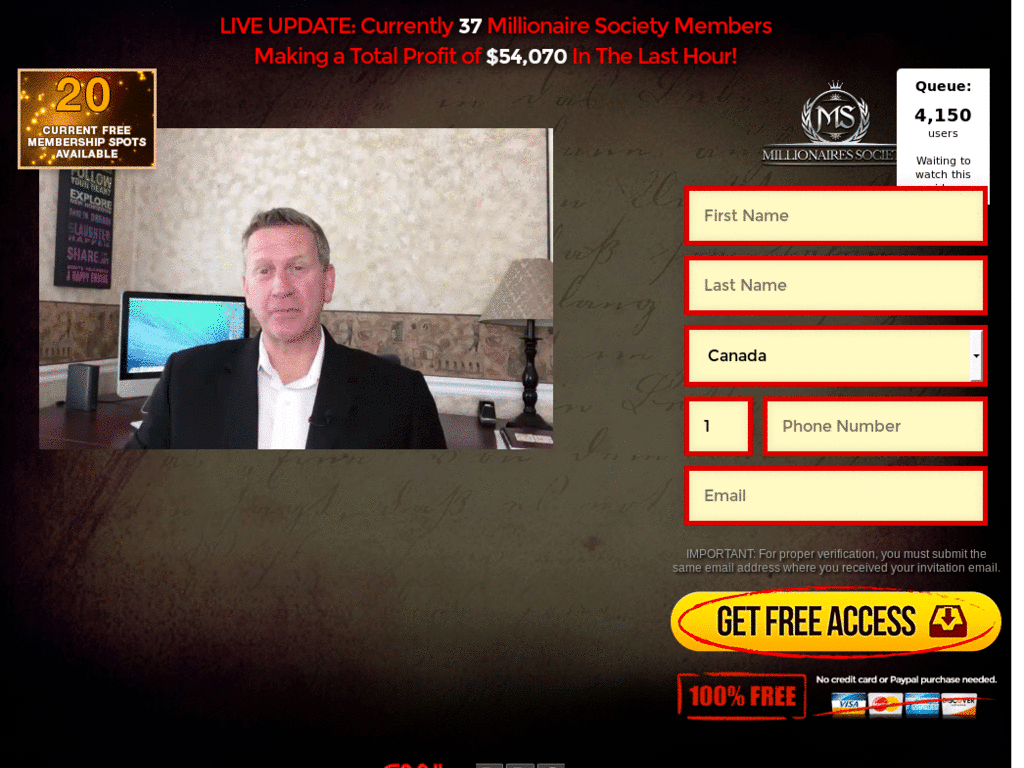 LIVE UPDATE: Currently 37 Millionaire Society Members
Making a Total Profit of $54,070 In The Last Hour!
20
CURRENT FREE
MEMBERSHIP SPOTS
AVAILABLE
FOLLOW
YOUR HEART
EXPLORE
LAUGHTER
SHARE
MS
MILLIONAIRES SOCIET
Queue:
4,150
users
Waiting to
watch this
First Name
Last Name
Canada
1
Phone Number
Email
IMPORTANT: For proper verification, you must submit the
same email address where you received your invitation email.
GET FREE ACCESS
100% FREE
No credit card or Paypal purchase needed.
VISA